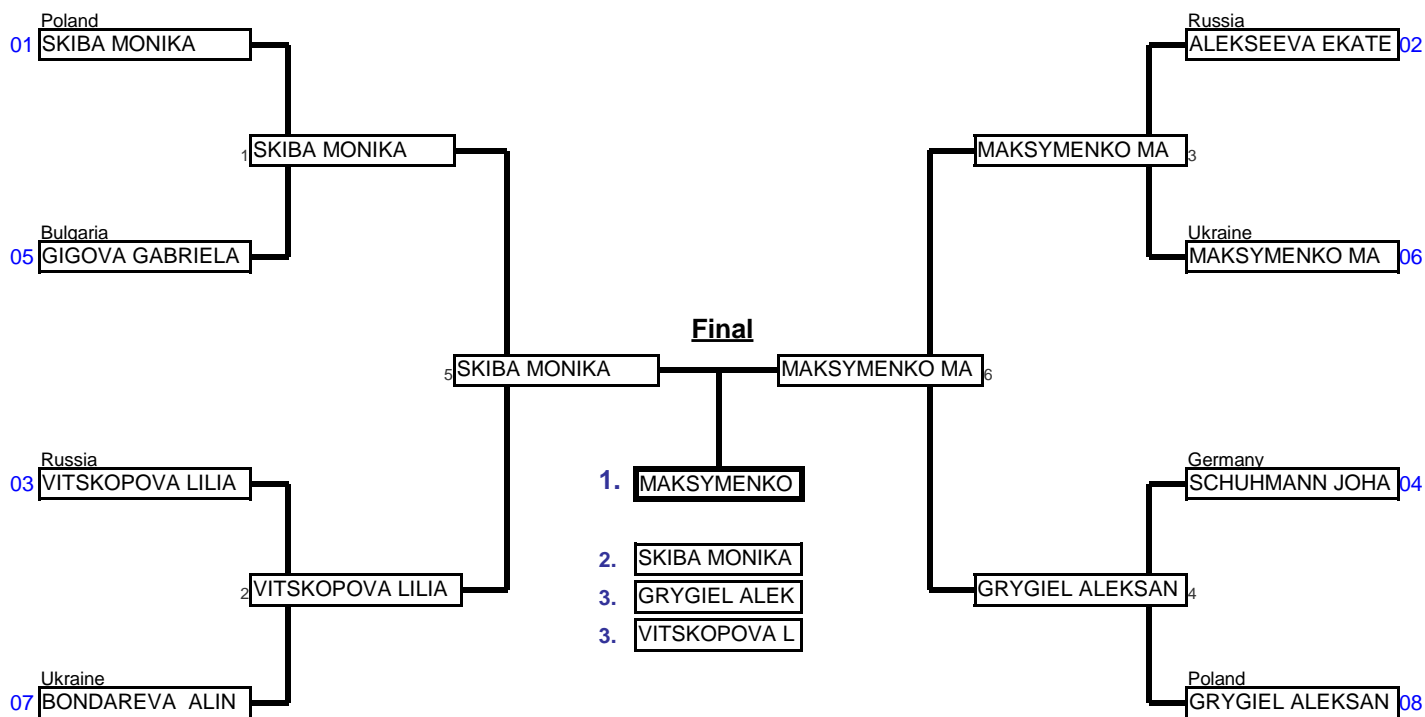 Poland
01 SKIBA MONIKA
Russia
ALEKSEEVA EKATE 02
1 SKIBA MONIKA
MAKSYMENKO MA 3
Bulgaria
05 GIGOVA GABRIELA
Ukraine
MAKSYMENKO MA 06
Final
5 SKIBA MONIKA
MAKSYMENKO MA 6
Russia
03 VITSKOPOVA LILIA
Germany
SCHUHMANN JOHA 04
1. MAKSYMENKO
2. SKIBA MONIKA
3. GRYGIEL ALEK
3. VITSKOPOVA L
2 VITSKOPOVA LILIA
GRYGIEL ALEKSAN 4
Ukraine
07 BONDAREVA  ALIN
Poland
GRYGIEL ALEKSAN 08